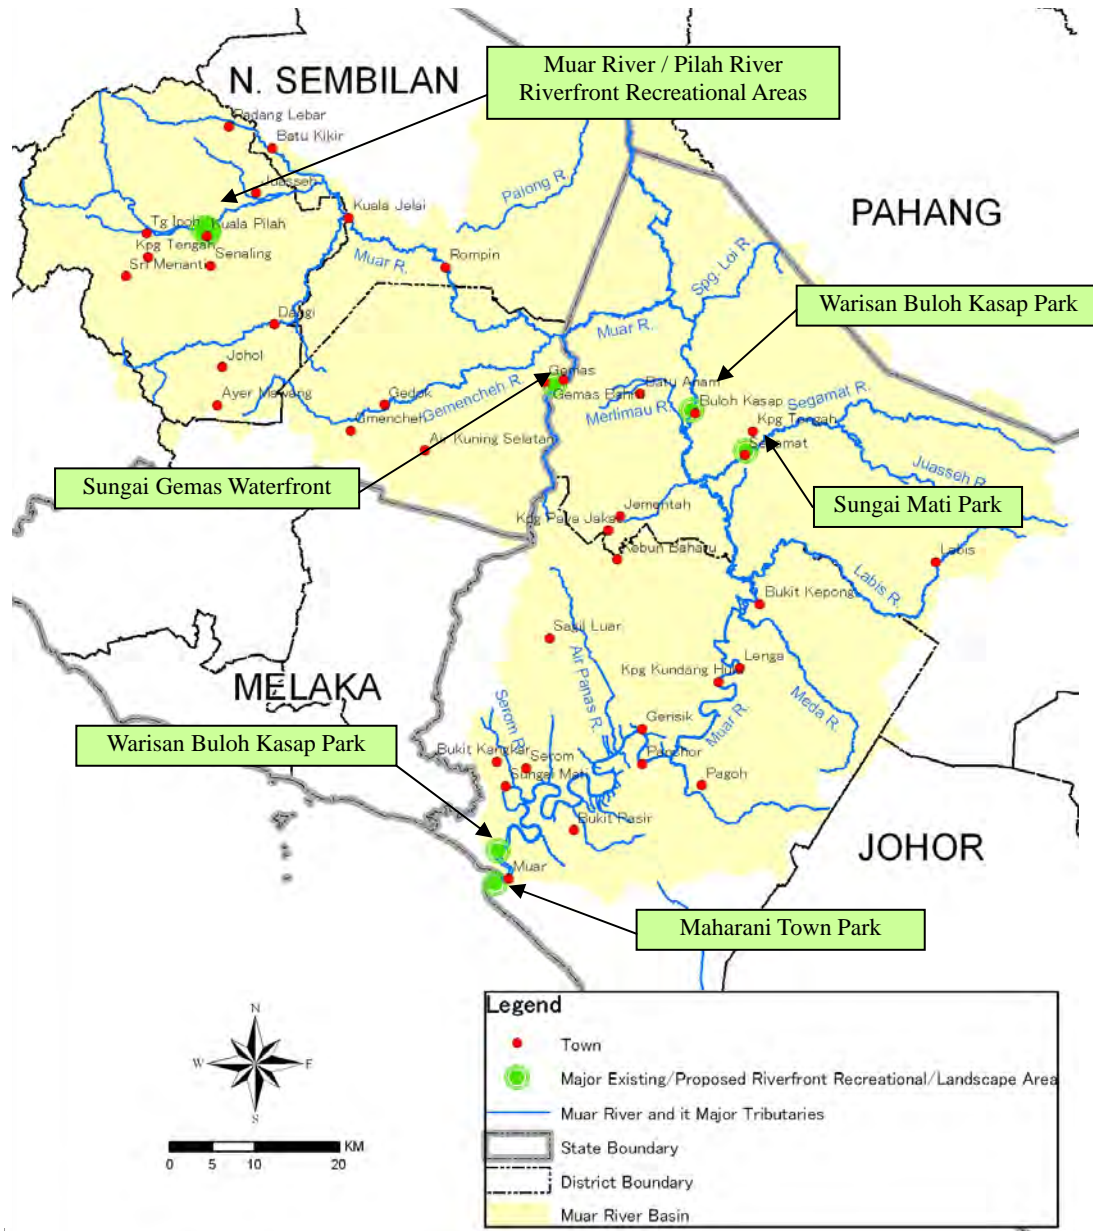 Muar River / Pilah River
Riverfront Recreational Areas
N. SEMBILAN
Padang Lebar
Batu Kikir
Juasseh
Palong R.
PAHANG
Tg Ipoh
Kuala Pilah
Kuala Jelai
Kpg Tengah
Senaling
Sri Menanti
Muar R.
Rompin
Spg. Loi R.
Warisan Buloh Kasap Park
Dangi
Muar R.
Johol
Gemas
Ayer Mawang
Gedok
Gemencheh R.
Gemas Bahru
Batu Anam
Merlimau R.
Buloh Kasap
Segamat R.
Gmencheh
Kpg Tengah
Air Kuning Selatan
Segamat
Juasseh R.
Sungai Gemas Waterfront
Sungai Mati Park
Jementah
Kpg Paya Jakas
Kebun Baharu
Labis
Labis R.
Bukit Kepong
Sagil Luar
Air Panas R.
Lenga
Kpg Kundang Hulu
MELAKA
Serom R.
Meda R.
Muar R.
Gerisik
Warisan Buloh Kasap Park
Bukit Kangkar
Serom
Panchor
Sungai Mati
Pagoh
Bukit Pasir
JOHOR
Muar
Maharani Town Park
Legend
N
W
E
S
Town
Major Existing/Proposed Riverfront Recreational/Landscape Area
Muar River and it Major Tributaries
State Boundary
District Boundary
Muar River Basin
KM
0 5 10 20